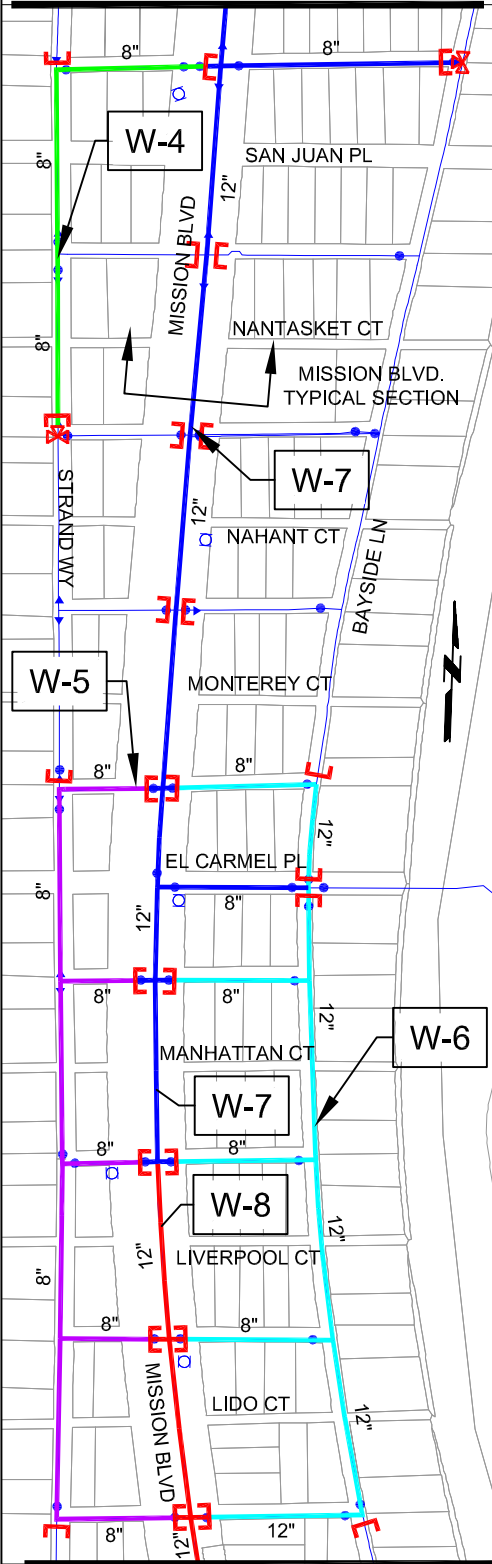 8"
8"
W-4
SAN JUAN PL
8"
12"
MISSION BLVD
NANTASKET CT
8"
MISSION BLVD.
TYPICAL SECTION
W-7
STRAND WY
12"
NAHANT CT
BAYSIDE LN
N
W-5
MONTEREY CT
8"
8"
12"
EL CARMEL PL
8"
8"
12"
8"
8"
12"
W-6
MANHATTAN CT
W-7
8"
8"
W-8
12"
LIVERPOOL CT
12"
8"
8"
8"
MISSION BLVD
LIDO CT
12"
8"
12"
12"